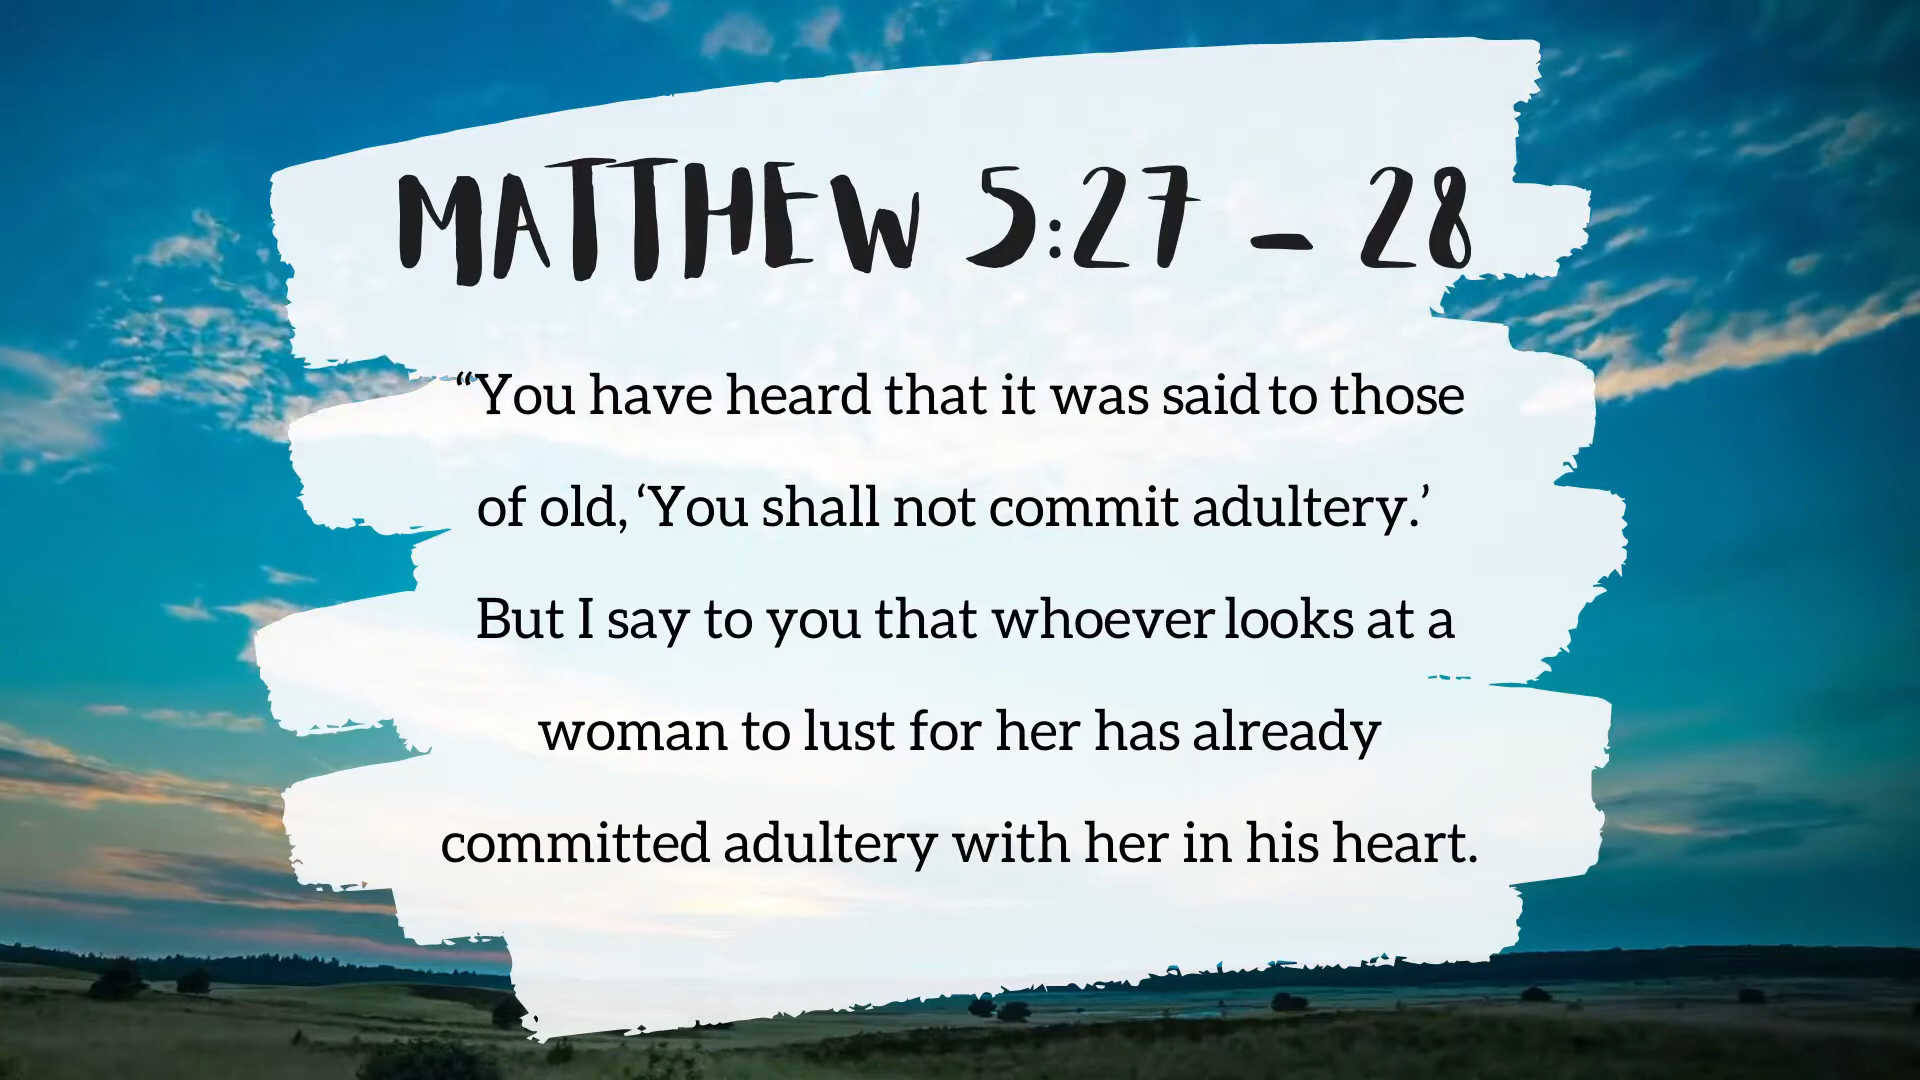 MATTHEW 5:27 – 28
“You have heard that it was said to those
of old, ‘You shall not commit adultery.’
But I say to you that whoever looks at a
woman to lust for her has already
committed adultery with her in his heart.